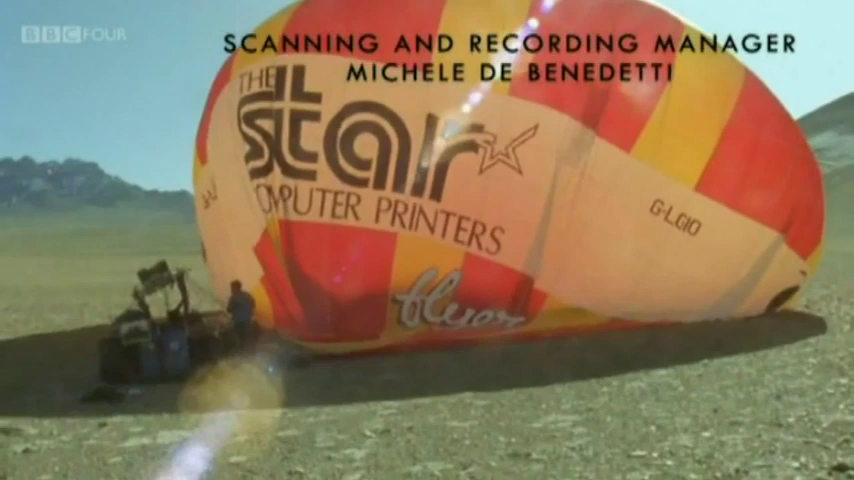 BBC FOUR
SCANNING AND RECORDING MANAGER
MICHELE DE BENEDETTI
THE
star
COMPUTER PRINTERS
G-LGIO
flyer